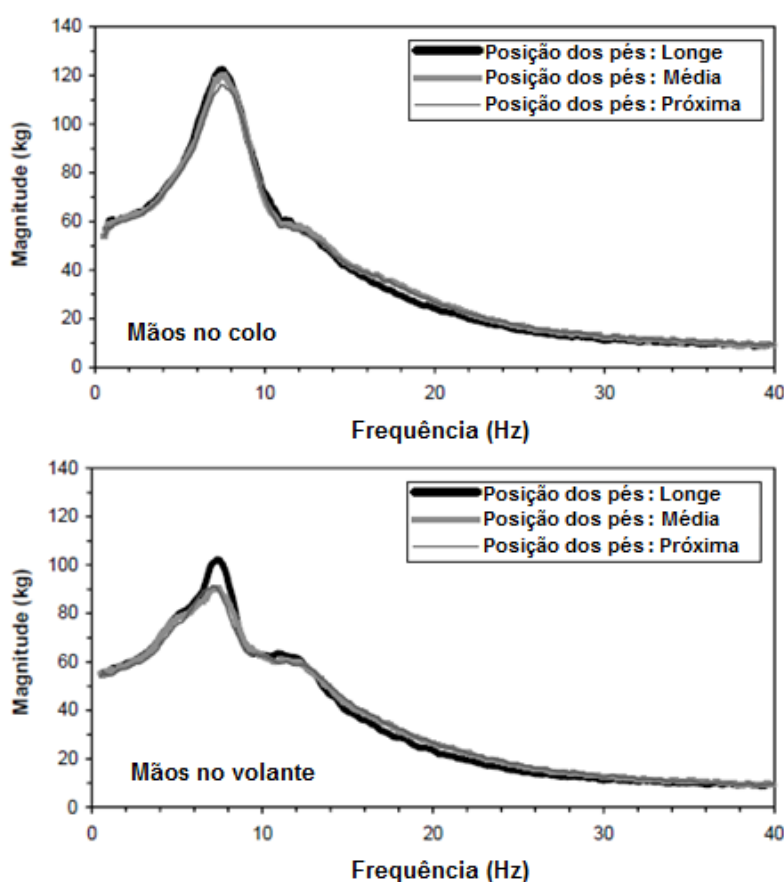 140
120
100
80
60
40
20
0
Magnitude (kg)
Posição dos pés : Longe
Posição dos pés : Média
Posição dos pés : Próxima
Mãos no colo
0 10 20 30 40
Frequência (Hz)
140
120
100
80
60
40
20
0
Magnitude (kg)
Posição dos pés : Longe
Posição dos pés : Média
Posição dos pés : Próxima
Mãos no volante
0 10 20 30 40
Frequência (Hz)